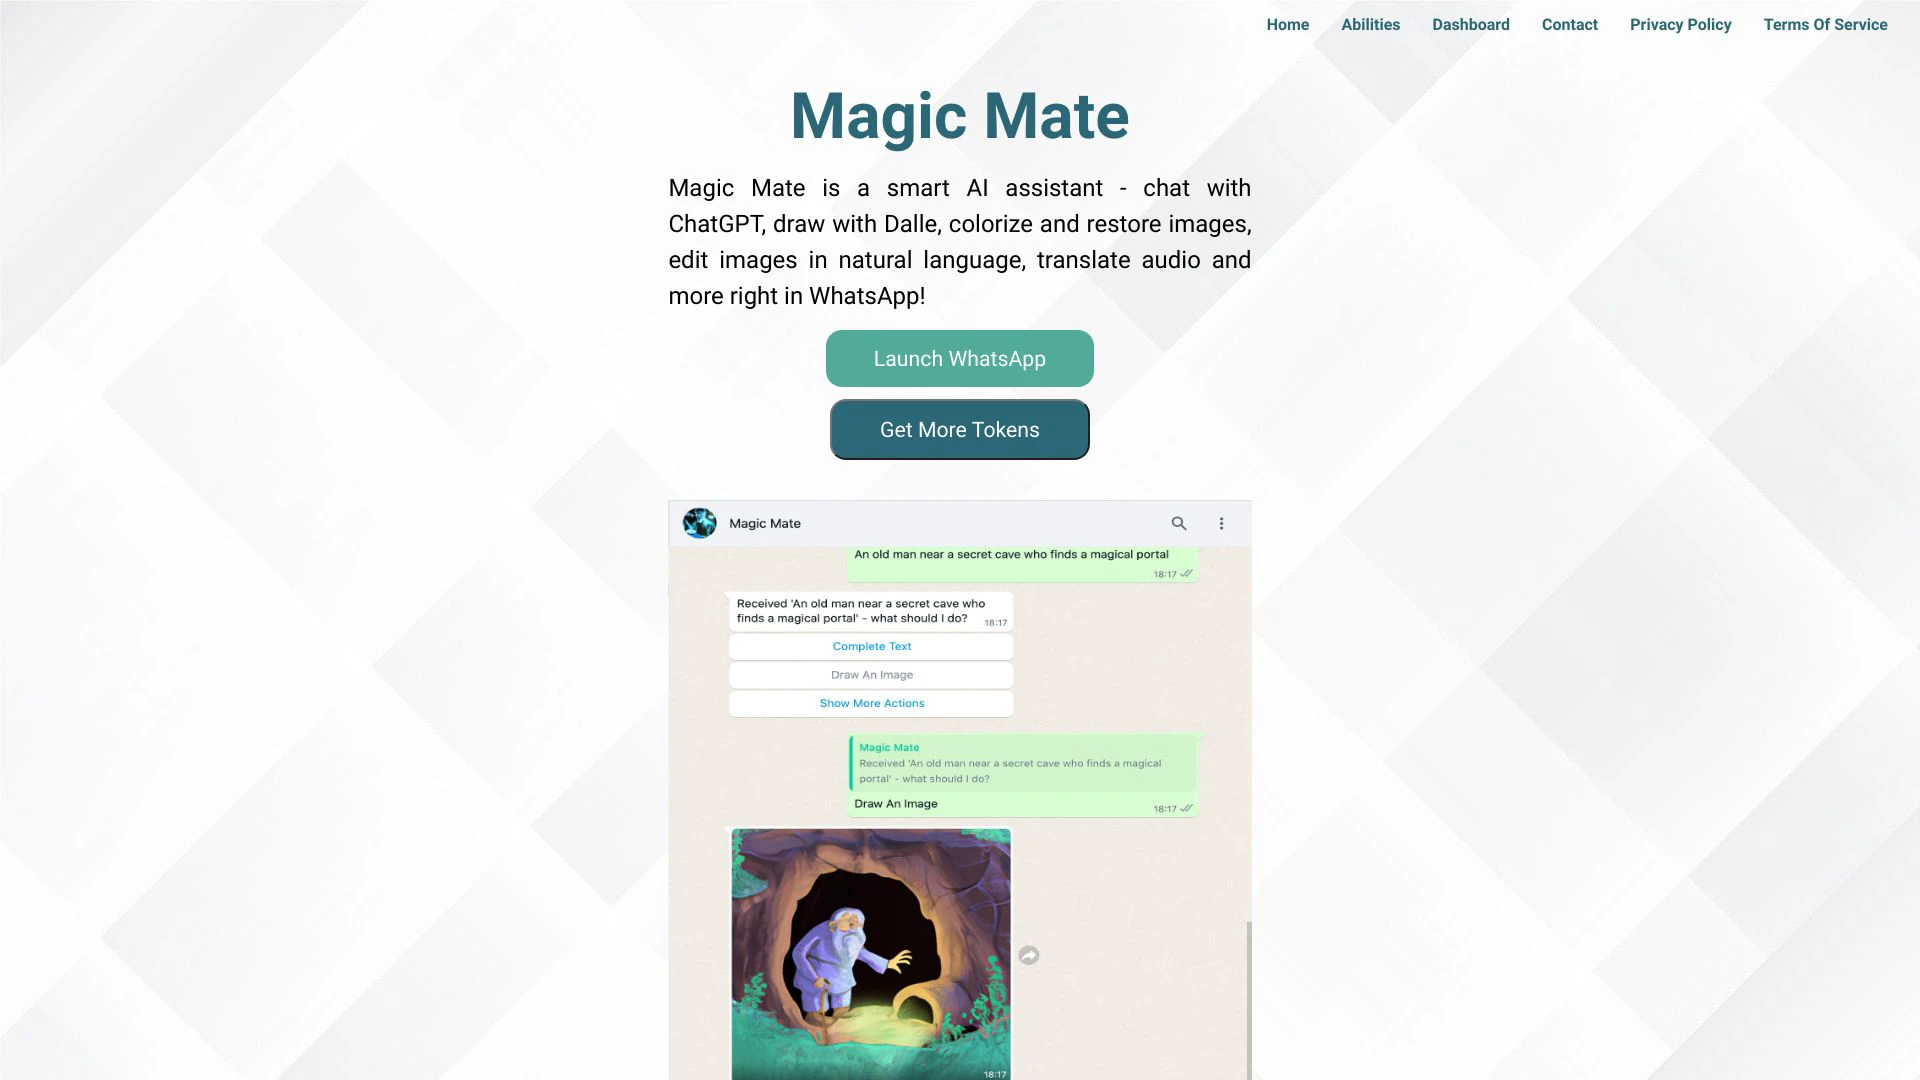 Home Abilities Dashboard Contact Privacy Policy Terms Of Service
Magic Mate
Magic Mate is a smart AI assistant - chat with
ChatGPT, draw with Dalle, colorize and restore images,
edit images in natural language, translate audio and
more right in WhatsApp!
Launch WhatsApp
Get More Tokens
Magic Mate
An old man near a secret cave who finds a magical portal
18:17
Received 'An old man near a secret cave who
finds a magical portal' - what should I do?
18:17
Complete Text
Draw An Image
Show More Actions
Magic Mate
Received 'An old man near a secret cave who finds a magical
portal' - what should I do?
Draw An Image
18:17
18:17